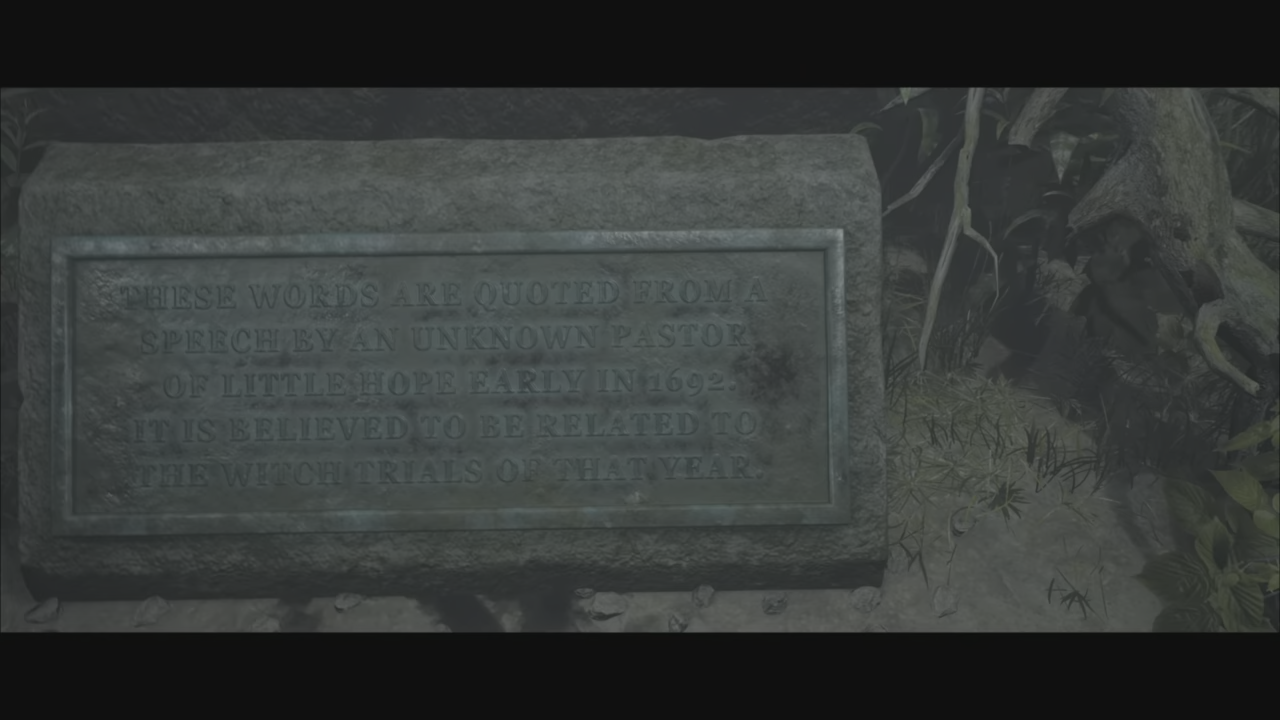 THESE WORDS ARE QUOTED FROM A
SPEECH BY AN UNKNOWN PASTOR
OF LITTLE HOPE EARLY IN 1692.
IT IS BELIEVED TO BE RELATED TO
THE WITCH TRIALS OF THAT YEAR.